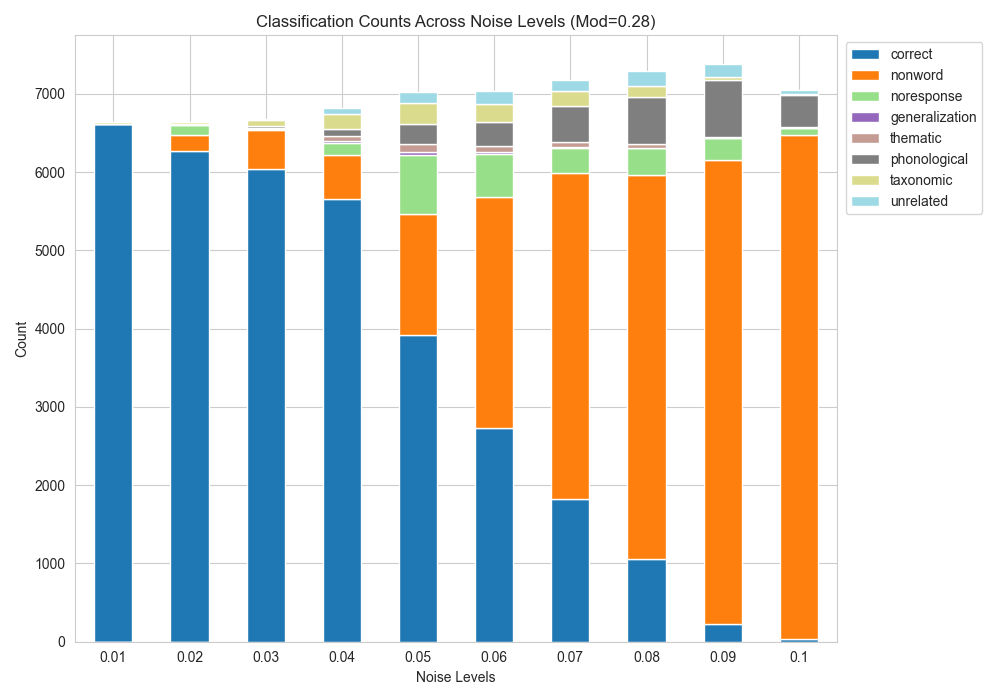 Classification Counts Across Noise Levels (Mod=0.28)
Count
7000
6000
5000
4000
3000
2000
1000
0
0.01 0.02 0.03 0.04 0.05 0.06 0.07 0.08 0.09 0.1
Noise Levels
correct
nonword
noresponse
generalization
thematic
phonological
taxonomic
unrelated